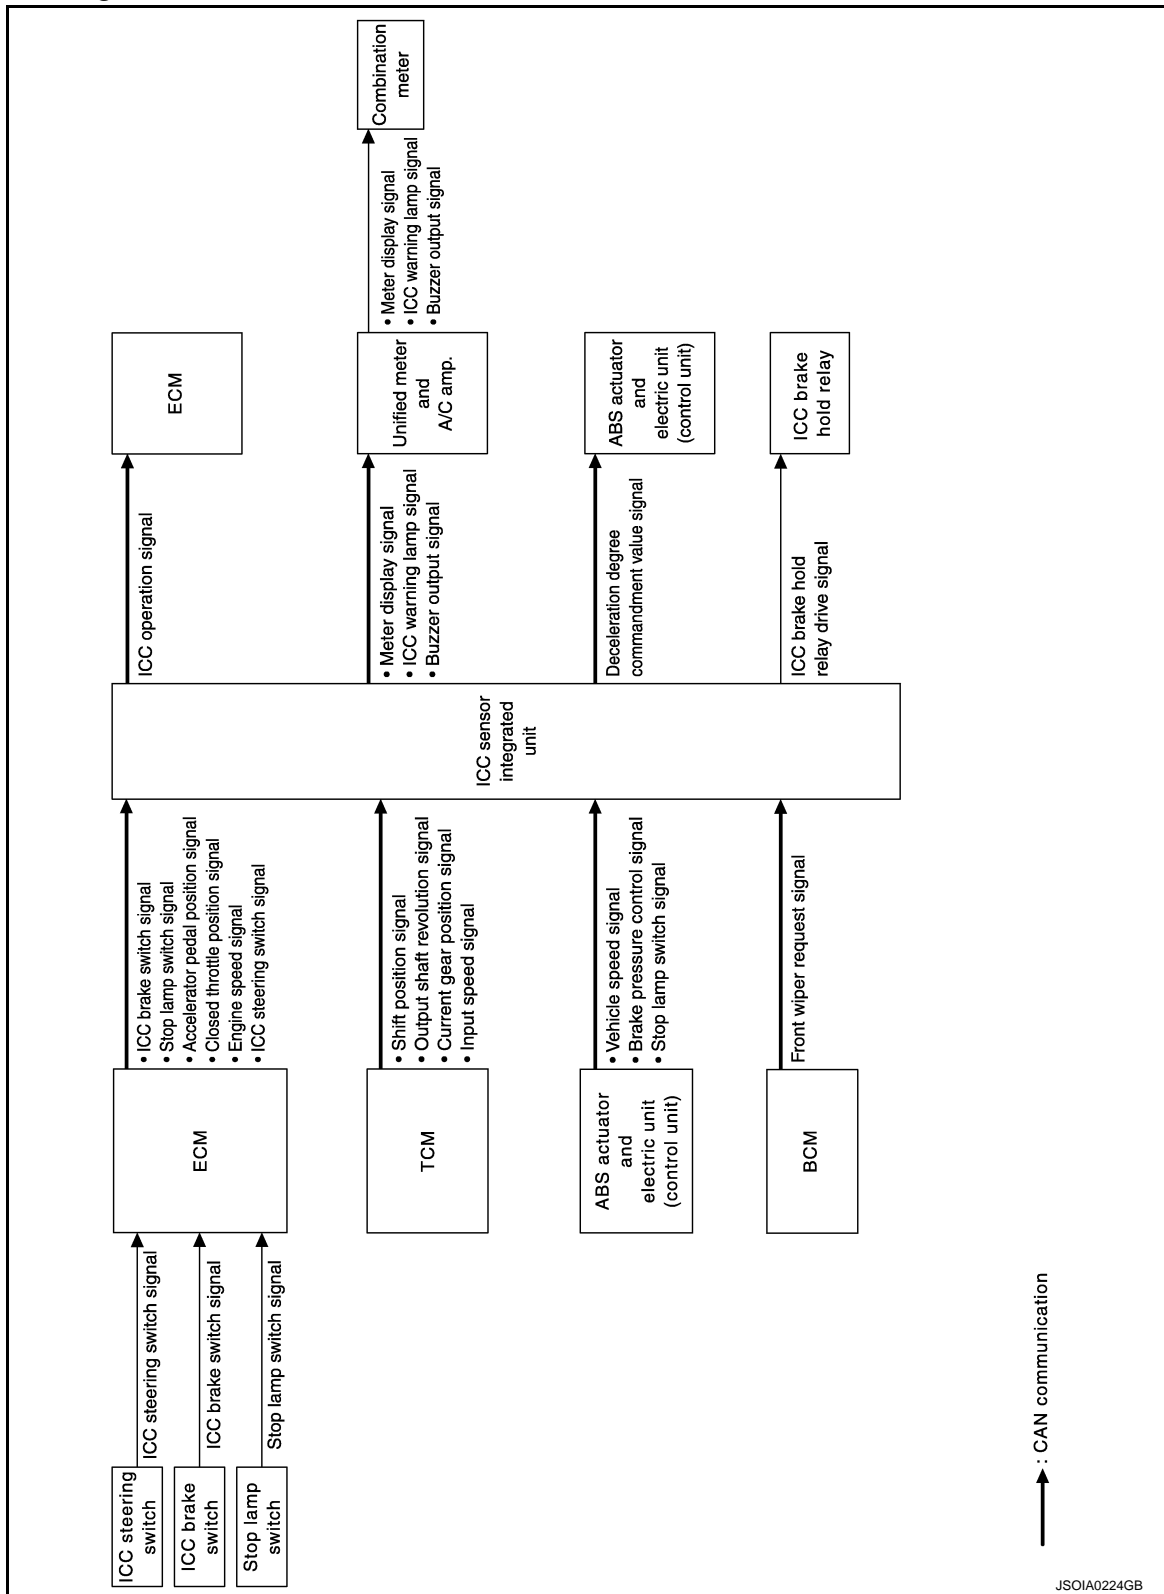 ICC steering
switch
ICC brake
switch
Stop lamp
switch
ICC steering switch signal
ICC brake switch signal
Stop lamp switch signal
ECM
• ICC brake switch signal
• Stop lamp switch signal
• Accelerator pedal position signal
• Closed throttle position signal
• Engine speed signal
• ICC steering switch signal
TCM
• Shift position signal
• Output shaft revolution signal
• Current gear position signal
• Input speed signal
ABS actuator
and
electric unit
(control unit)
• Vehicle speed signal
• Brake pressure control signal
• Stop lamp switch signal
BCM
Front wiper request signal
ICC sensor
integrated
unit
ICC operation signal
ECM
• Meter display signal
• ICC warning lamp signal
• Buzzer output signal
Unified meter
and
A/C amp.
• Meter display signal
• ICC warning lamp signal
• Buzzer output signal
Combination
meter
Deceleration degree
commandment value signal
ABS actuator
and
electric unit
(control unit)
ICC brake hold
relay drive signal
ICC brake
hold relay
: CAN communication
JSOIA0224GB